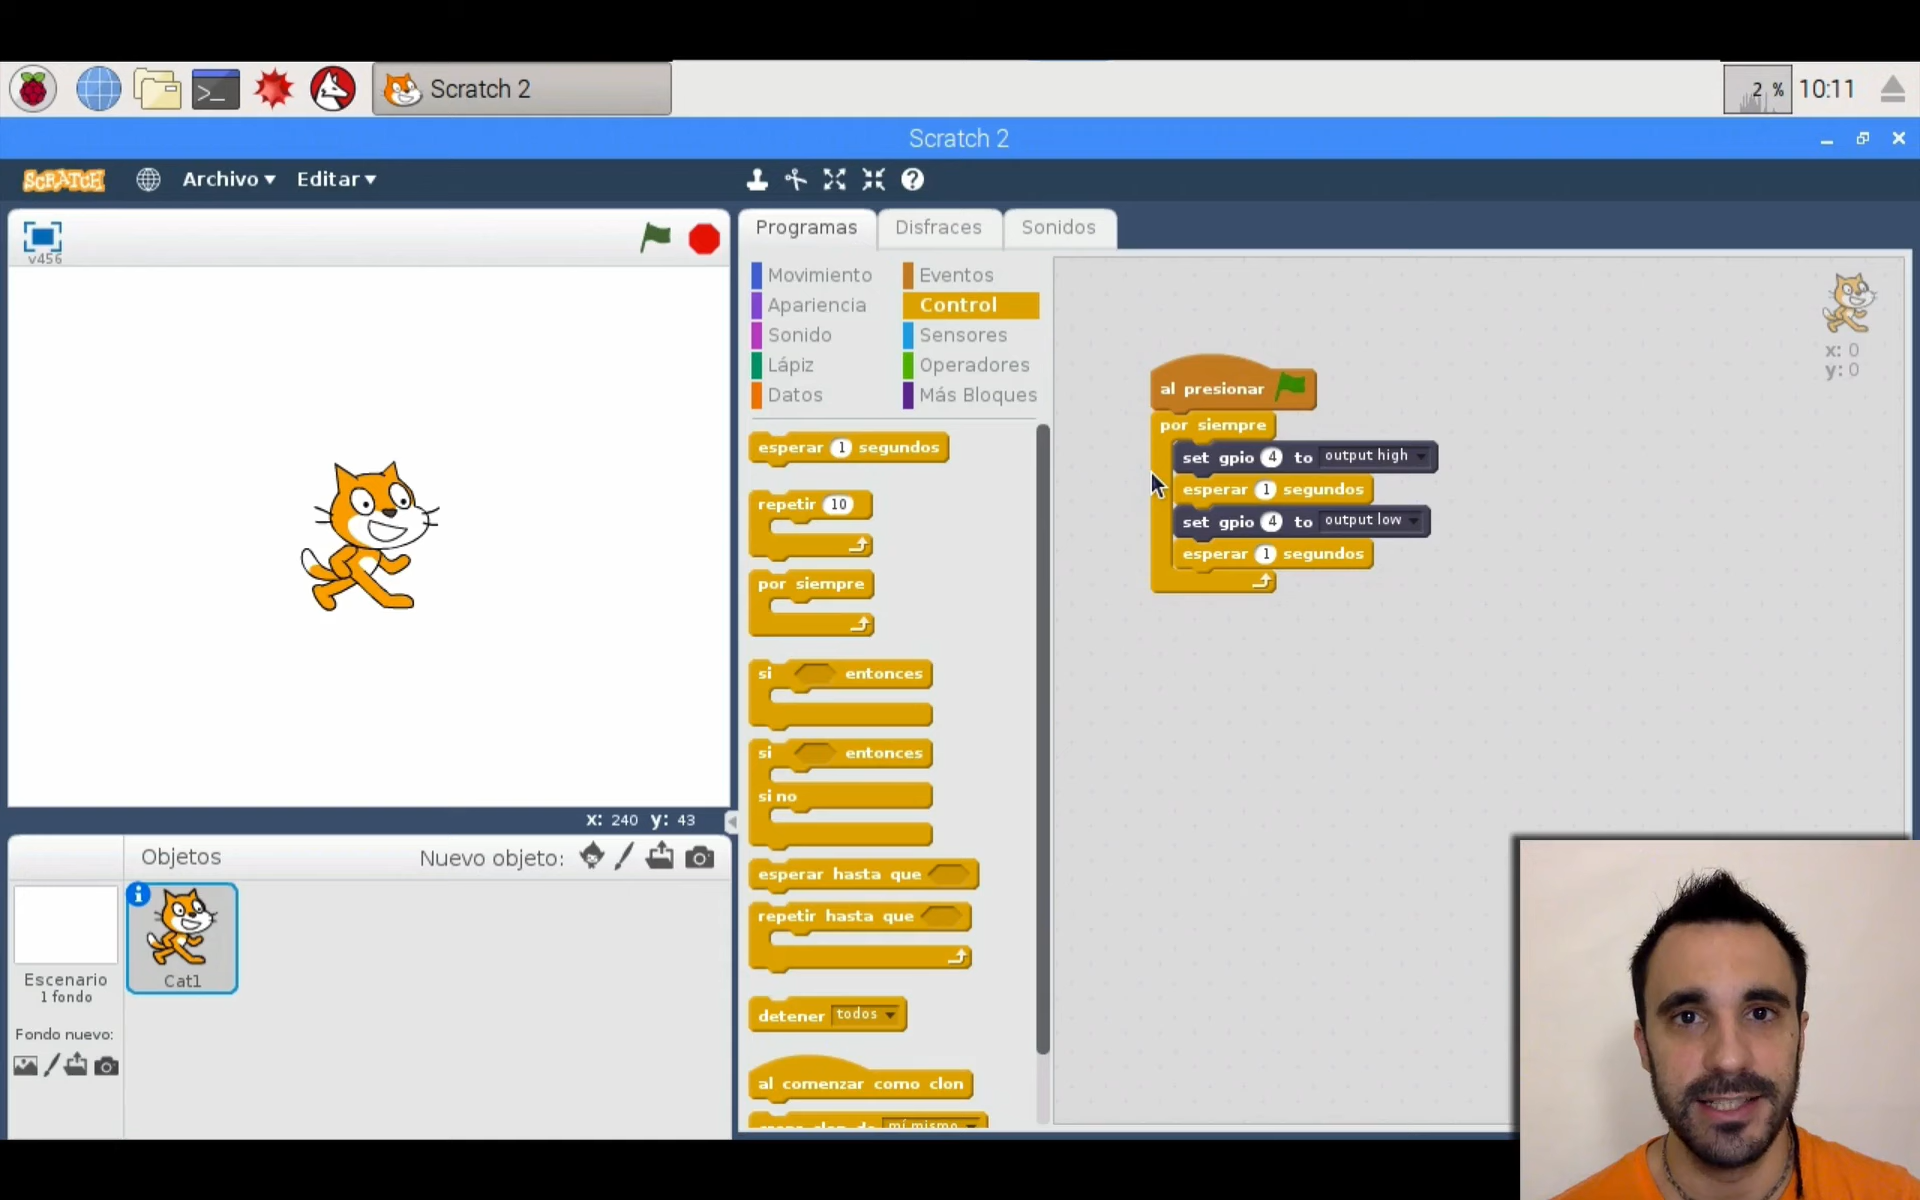 Scratch 2
2 %
10:11
Scratch 2
SCRATCH
Archivo
Editar
v456
Programas
Disfraces
Sonidos
Movimiento
Eventos
Apariencia
Control
Sonido
Sensores
Lápiz
Operadores
Datos
Más Bloques
esperar 1 segundos
repetir 10
por siempre
si entonces
si entonces
si no
esperar hasta que
repetir hasta que
detener todos
al comenzar como clon
mí mismo
al presionar
por siempre
set gpio 4 to output high
esperar 1 segundos
set gpio 4 to output low
esperar 1 segundos
x: 0
y: 0
x: 240 y: 43
Objetos
Nuevo objeto:
Cat1
Escenario
1 fondo
Fondo nuevo: